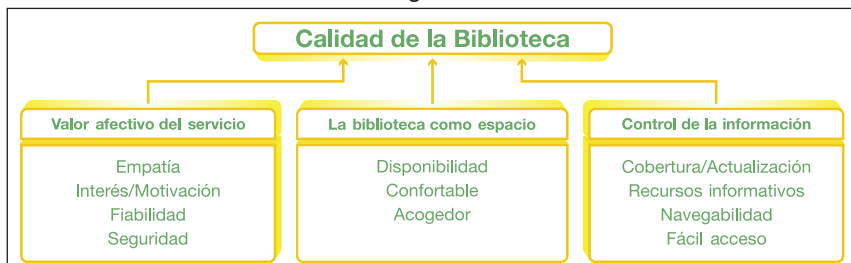 Calidad de la Biblioteca
Valor afectivo del servicio
Empatía
Interés/Motivación
Fiabilidad
Seguridad
La biblioteca como espacio
Disponibilidad
Confortable
Acogedor
Control de la información
Cobertura/Actualización
Recursos informativos
Navegabilidad
Fácil acceso